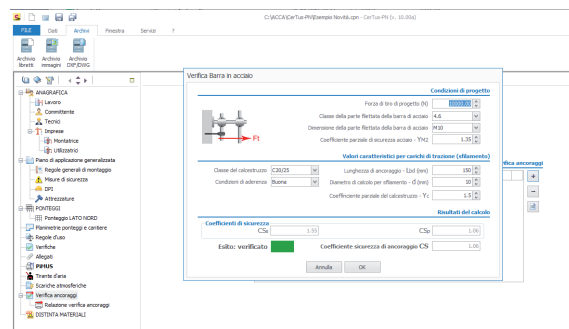 C:\ACCA\CerTus-PN\Esempio Novità.cpn - CerTus-PN (v. 10.00a)
FILE Dati Archivi Finestra Servizi ?
Archivio libretti
Archivio immagini
Archivio DXF/DWG
ANAGRAFICA
Lavoro
Committente
Tecnici
Imprese
Montatrice
Utilizzatrici
Piano di applicazione generalizzata
Regole generali di montaggio
Misure di sicurezza
DPI
Attrezzature
PONTEGGI
Ponteggio LATO NORD
Planimetrie ponteggi e cantiere
Regole d'uso
Verifiche
Allegati
PiMUS
Tirante d'aria
Scariche atmosferiche
Verifica ancoraggi
Relazione verifica ancoraggi
DISTINTA MATERIALI
Verifica Barra in acciaio
Condizioni di progetto
Forza di tiro di progetto (N) 10000.00
Classe della parte filettata della barra di acciaio 4.6
Dimensione della parte filettata della barra di acciaio M10
Coefficiente parziale di sicurezza acciaio - γM2 1.25
Ft
Valori caratteristici per carichi di trazione (sfilamento)
Classe del calcestruzzo C20/25
Lunghezza di ancoraggio - Lbd (mm) 150
Condizioni di aderenza Buona
Diametro di calcolo per sfilamento - d (mm) 10
Coefficiente parziale del calcestruzzo - γc 1.5
Risultati del calcolo
Coefficienti di sicurezza
CSs 1.55
CSp 1.06
Esito: verificato
Coefficiente sicurezza di ancoraggio CS 1.06
Annulla OK
ifica ancoraggi